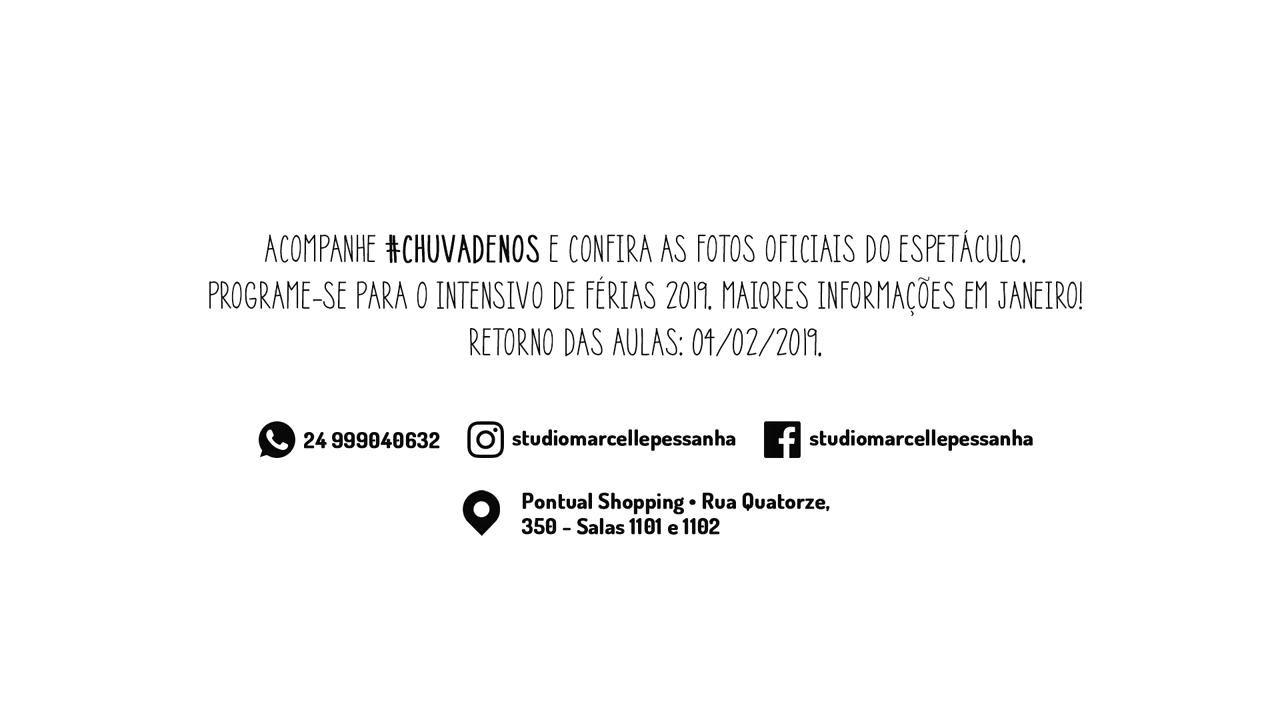 ACOMPANHE #CHUVADENOS E CONFIRA AS FOTOS OFICIAIS DO ESPETÁCULO.
PROGRAME-SE PARA O INTENSIVO DE FÉRIAS 2019. MAIORES INFORMAÇÕES EM JANEIRO!
RETORNO DAS AULAS: 04/02/2019.
24 999040632 studiomarcellepessanha studiomarcellepessanha
Pontual Shopping • Rua Quatorze,
350 - Salas 1101 e 1102